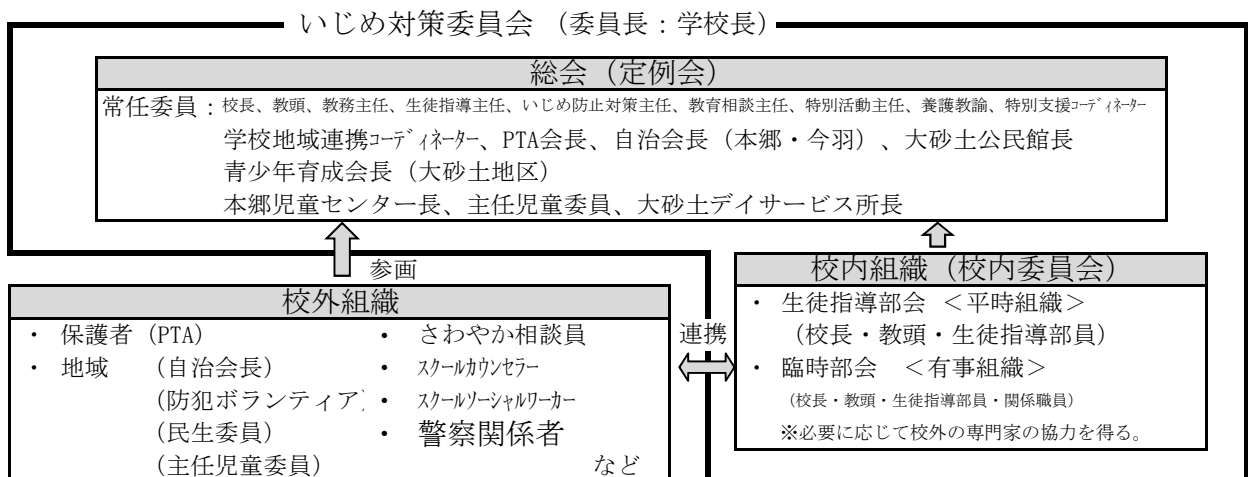 いじめ対策委員会（委員長：学校長）
総会（定例会）
常任委員：校長、教頭、教務主任、生徒指導主任、いじめ防止対策主任、教育相談主任、特別活動主任、養護教諭、特別支援ｺｰﾃﾞｨﾈｰﾀｰ
学校地域連携ｺｰﾃﾞｨﾈｰﾀｰ、PTA会長、自治会長（本郷・今羽）、大砂土公民館長
青少年育成会長（大砂土地区）
本郷児童センター長、主任児童委員、大砂土デイサービス所長
参画
校外組織
・ 保護者（PTA）
・ 地域 （自治会長）
（防犯ボランティア）
（民生委員）
（主任児童委員）
・ さわやか相談員
・ ｽｸｰﾙｶｳﾝｾﾗｰ
・ ｽｸｰﾙｿｰｼｬﾙﾜｰｶｰ
・ 警察関係者
など
連携
校内組織（校内委員会）
・ 生徒指導部会 ＜平時組織＞
（校長・教頭・生徒指導部員）
・ 臨時部会 ＜有事組織＞
（校長・教頭・生徒指導部員・関係職員）
※必要に応じて校外の専門家の協力を得る。